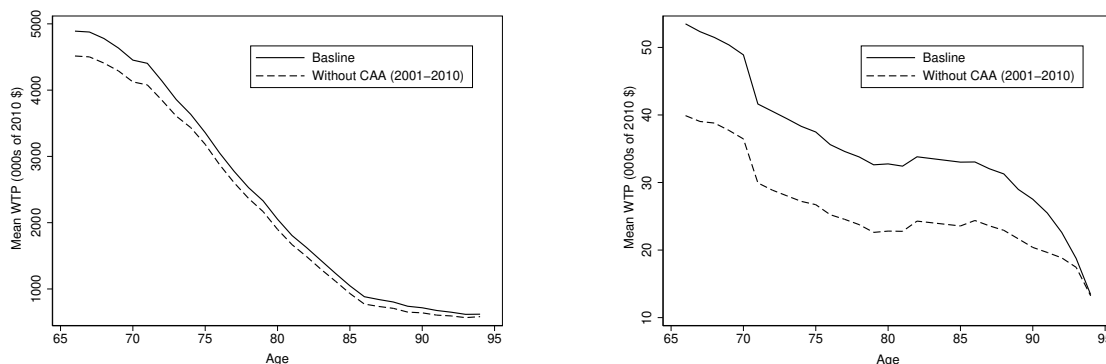 Mean WTP (000s of 2010 $)
5000
4000
3000
2000
1000
Basline
Without CAA (2001−2010)
65 70 75 80 85 90 95
Age
Mean WTP (000s of 2010 $)
50
40
30
20
10
Basline
Without CAA (2001−2010)
65 70 75 80 85 90 95
Age